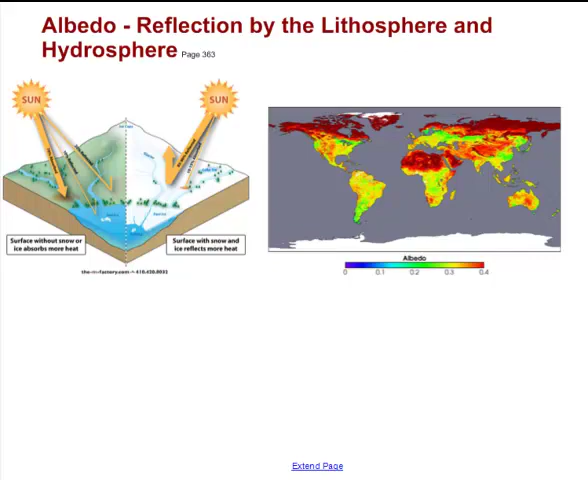 Albedo - Reflection by the Lithosphere and
Hydrosphere Page 363
SUN
SUN
Surface without snow or
ice absorbs more heat
Surface with snow and
ice reflects more heat
Albedo
0 0.1 0.2 0.3 0.4
Extend Page